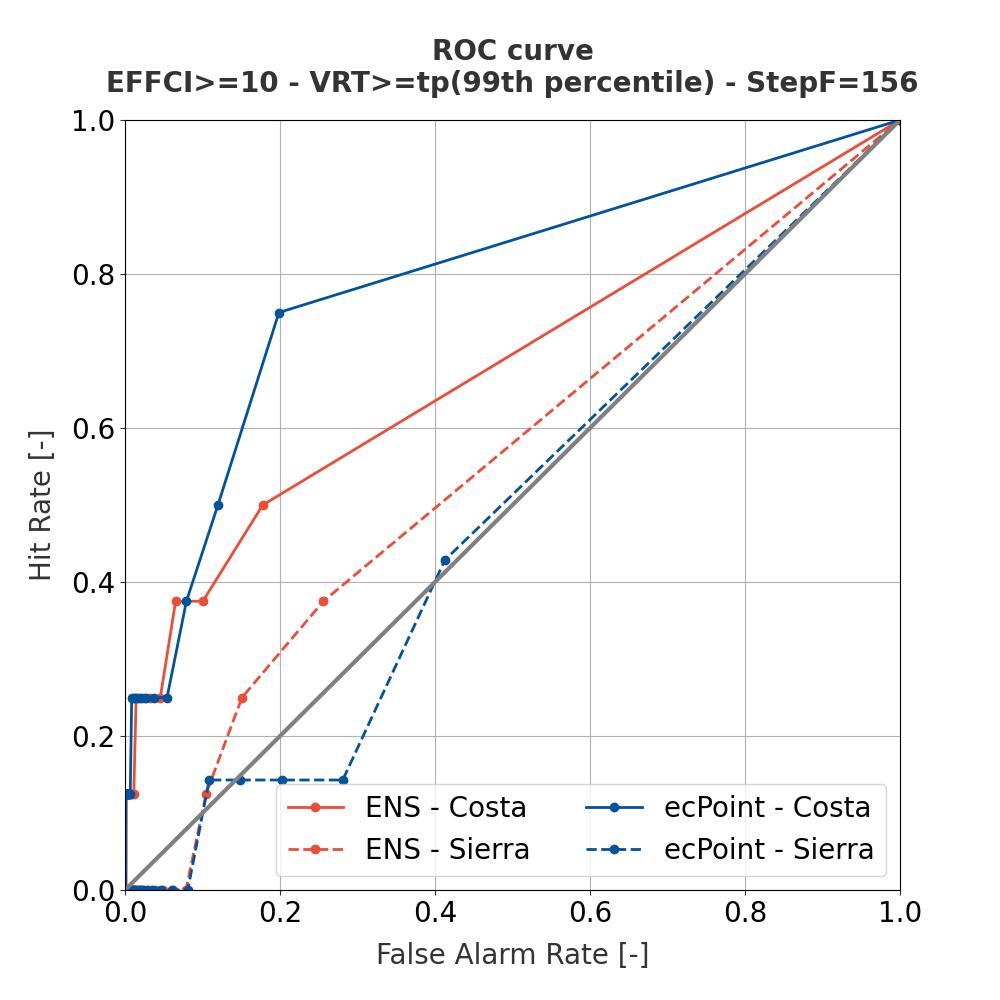 ROC curve
EFFCI>=10 - VRT>=tp(99th percentile) - StepF=156
1.0
0.8
0.6
0.4
0.2
0.0
Hit Rate [-]
ENS - Costa
ENS - Sierra
ecPoint - Costa
ecPoint - Sierra
0.0 0.2 0.4 0.6 0.8 1.0
False Alarm Rate [-]